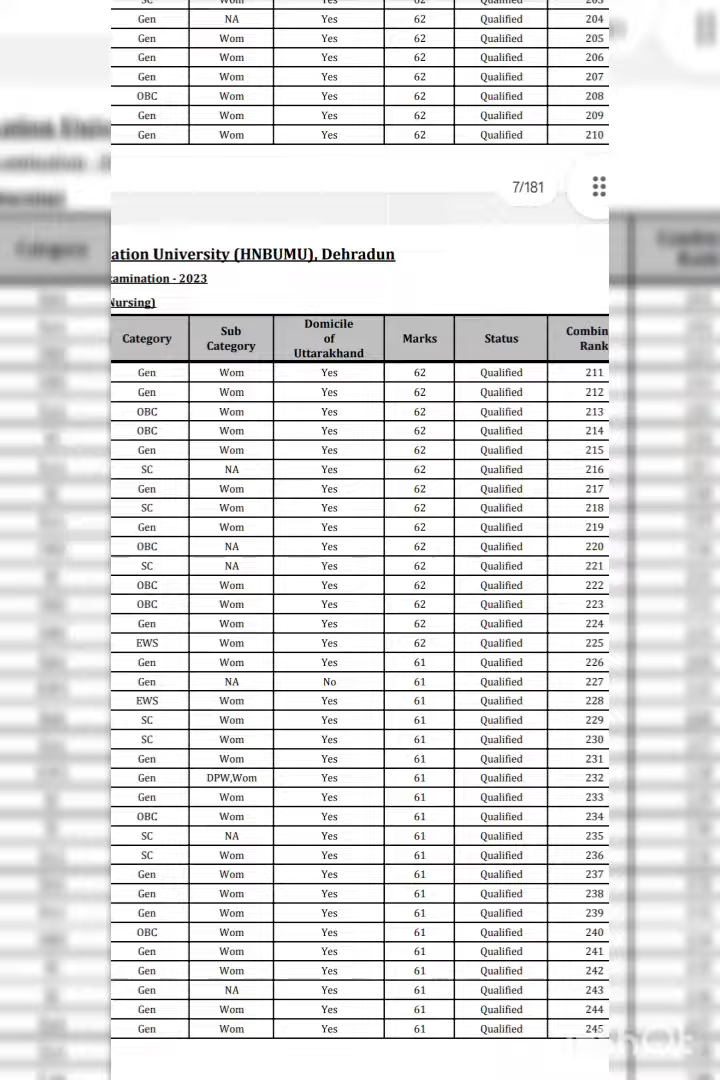 SC Wom Yes 62 Qualified 203
Gen NA Yes 62 Qualified 204
Gen Wom Yes 62 Qualified 205
Gen Wom Yes 62 Qualified 206
Gen Wom Yes 62 Qualified 207
OBC Wom Yes 62 Qualified 208
Gen Wom Yes 62 Qualified 209
Gen Wom Yes 62 Qualified 210
7/181
ation University (HNBUMU), Dehradun
amination - 2023
Nursing)
Category Sub Category Domicile of Uttarakhand Marks Status Combin Rank
Gen Wom Yes 62 Qualified 211
Gen Wom Yes 62 Qualified 212
OBC Wom Yes 62 Qualified 213
OBC Wom Yes 62 Qualified 214
Gen Wom Yes 62 Qualified 215
SC NA Yes 62 Qualified 216
Gen Wom Yes 62 Qualified 217
SC Wom Yes 62 Qualified 218
Gen Wom Yes 62 Qualified 219
OBC NA Yes 62 Qualified 220
SC NA Yes 62 Qualified 221
OBC Wom Yes 62 Qualified 222
OBC Wom Yes 62 Qualified 223
Gen Wom Yes 62 Qualified 224
EWS Wom Yes 62 Qualified 225
Gen Wom Yes 61 Qualified 226
Gen NA No 61 Qualified 227
EWS Wom Yes 61 Qualified 228
SC Wom Yes 61 Qualified 229
SC Wom Yes 61 Qualified 230
Gen Wom Yes 61 Qualified 231
Gen DPW,Wom Yes 61 Qualified 232
Gen Wom Yes 61 Qualified 233
OBC Wom Yes 61 Qualified 234
SC NA Yes 61 Qualified 235
SC Wom Yes 61 Qualified 236
Gen Wom Yes 61 Qualified 237
Gen Wom Yes 61 Qualified 238
Gen Wom Yes 61 Qualified 239
OBC Wom Yes 61 Qualified 240
Gen Wom Yes 61 Qualified 241
Gen Wom Yes 61 Qualified 242
Gen NA Yes 61 Qualified 243
Gen Wom Yes 61 Qualified 244
Gen Wom Yes 61 Qualified 245